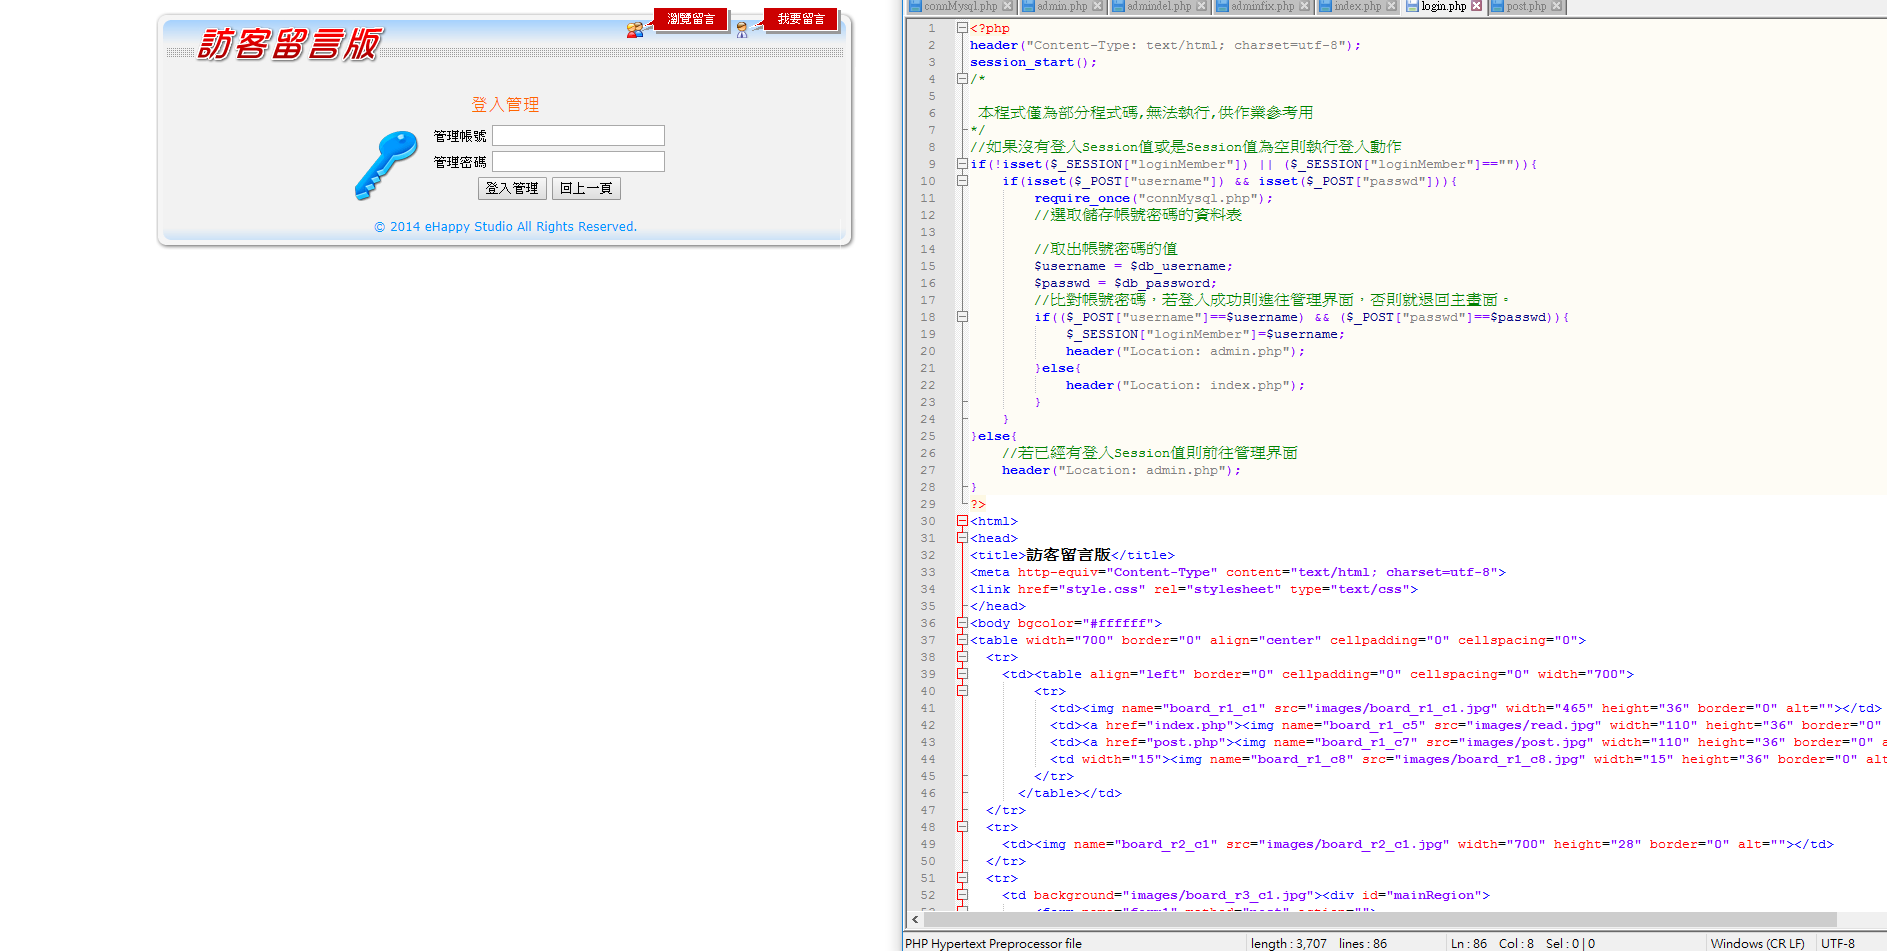 瀏覽留言
我要留言
訪客留言版
登入管理
管理帳號
管理密碼
登入管理 回上一頁
© 2014 eHappy Studio All Rights Reserved.
connMysql.php admin.php admindel.php adminfix.php index.php login.php post.php
1 <?php
2 header("Content-Type: text/html; charset=utf-8");
3 session_start();
4 /*
5
6 本程式僅為部分程式碼,無法執行,供作業參考用
7 */
8 //如果沒有登入Session值或是Session值為空則執行登入動作
9 if(!isset($_SESSION["loginMember"]) || ($_SESSION["loginMember"]=="")){
10 if(isset($_POST["username"]) && isset($_POST["passwd"])){
11 require_once("connMysql.php");
12 //選取儲存帳號密碼的資料表
13
14 //取出帳號密碼的值
15 $username = $db_username;
16 $passwd = $db_password;
17 //比對帳號密碼，若登入成功則進往管理界面，否則就退回主畫面。
18 if(($_POST["username"]==$username) && ($_POST["passwd"]==$passwd)){
19 $_SESSION["loginMember"]=$username;
20 header("Location: admin.php");
21 }else{
22 header("Location: index.php");
23 }
24 }
25 }else{
26 //若已經有登入Session值則前往管理界面
27 header("Location: admin.php");
28 }
29 ?>
30 <html>
31 <head>
32 <title>訪客留言版</title>
33 <meta http-equiv="Content-Type" content="text/html; charset=utf-8">
34 <link href="style.css" rel="stylesheet" type="text/css">
35 </head>
36 <body bgcolor="#ffffff">
37 <table width="700" border="0" align="center" cellpadding="0" cellspacing="0">
38 <tr>
39 <td><table align="left" border="0" cellpadding="0" cellspacing="0" width="700">
40 <tr>
41 <td><img name="board_r1_c1" src="images/board_r1_c1.jpg" width="465" height="36" border="0" alt=""></td>
42 <td><a href="index.php"><img name="board_r1_c5" src="images/read.jpg" width="110" height="36" border="0"
43 <td><a href="post.php"><img name="board_r1_c7" src="images/post.jpg" width="110" height="36" border="0" a
44 <td width="15"><img name="board_r1_c8" src="images/board_r1_c8.jpg" width="15" height="36" border="0" alt
45 </tr>
46 </table></td>
47 </tr>
48 <tr>
49 <td><img name="board_r2_c1" src="images/board_r2_c1.jpg" width="700" height="28" border="0" alt=""></td>
50 </tr>
51 <tr>
52 <td background="images/board_r3_c1.jpg"><div id="mainRegion">
PHP Hypertext Preprocessor file length : 3,707 lines : 86 Ln : 86 Col : 8 Sel : 0 | 0 Windows (CR LF) UTF-8